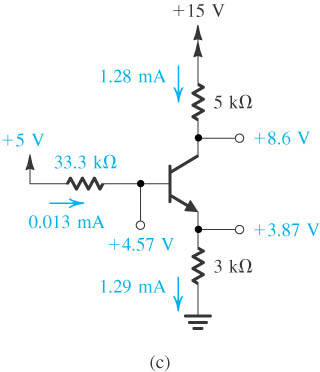 +15 V
1.28 mA
5 kΩ
+8.6 V
+5 V
33.3 kΩ
0.013 mA
+4.57 V
+3.87 V
3 kΩ
1.29 mA
(c)